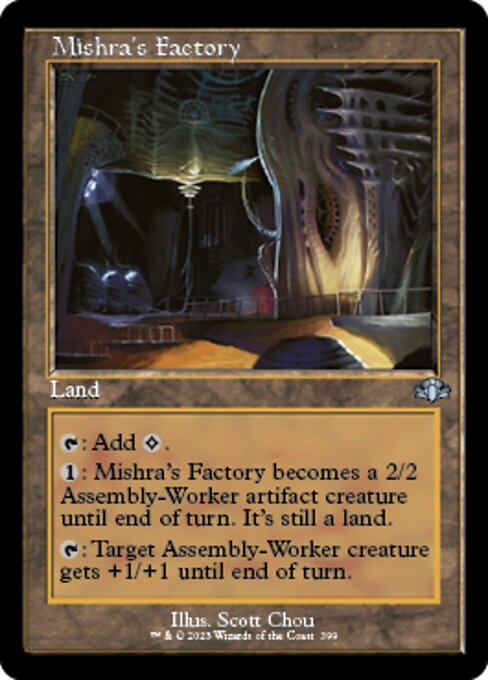 Mishra's Factory
Land
: Add .
1: Mishra's Factory becomes a 2/2
Assembly-Worker artifact creature
until end of turn. It's still a land.
: Target Assembly-Worker creature
gets +1/+1 until end of turn.
Illus. Scott Chou
™ & © 2023 Wizards of the Coast 399